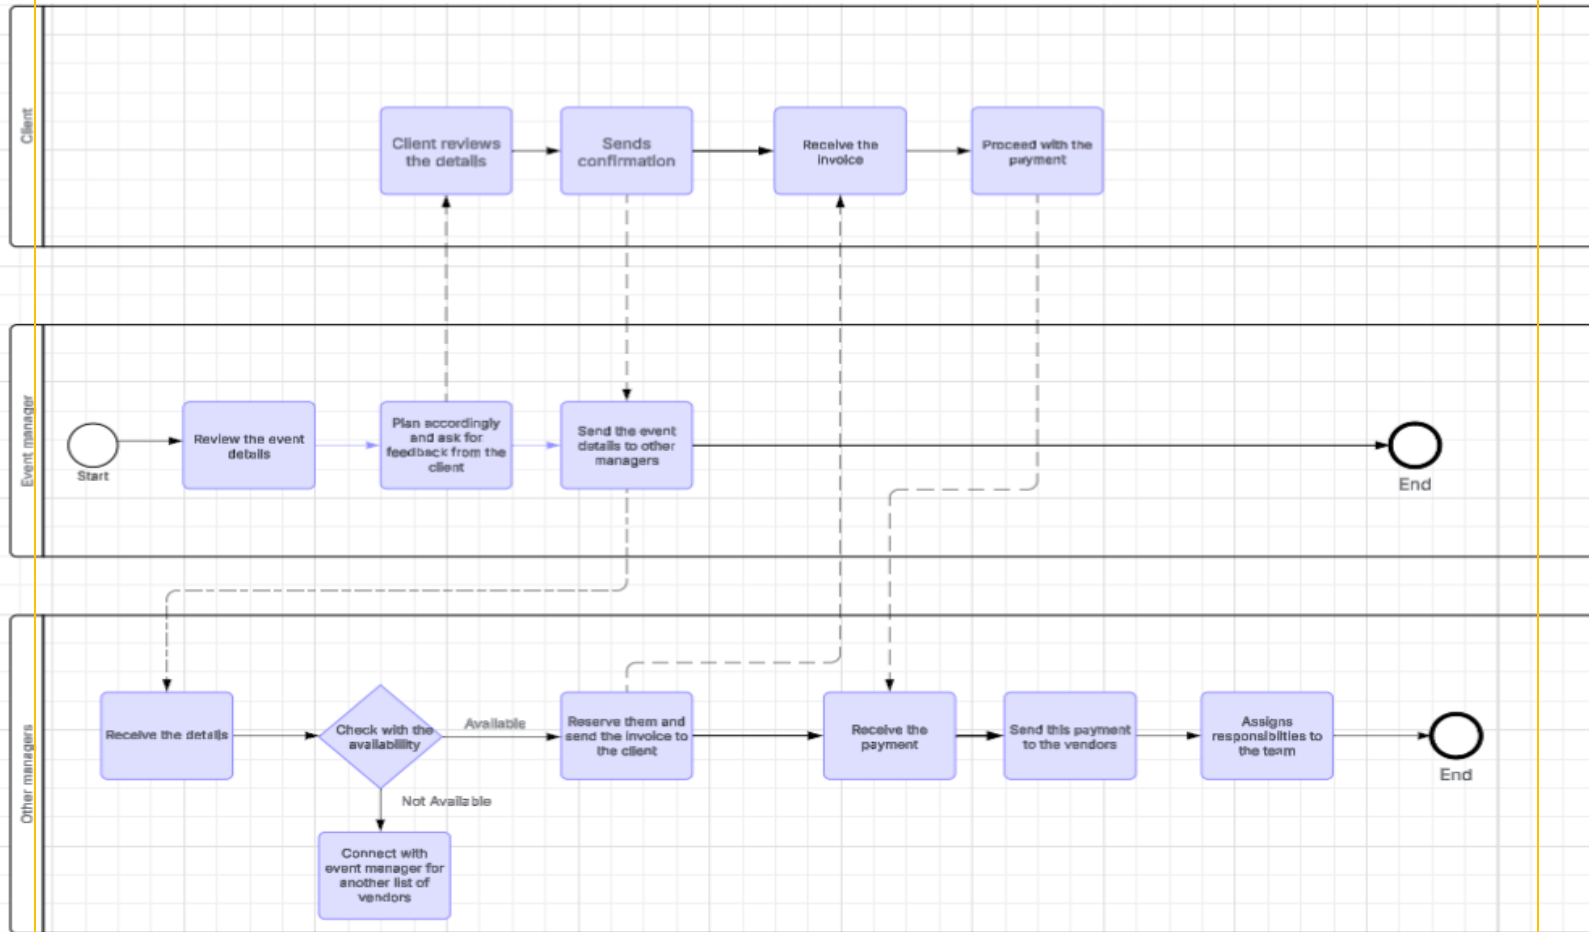 Client
Client reviews
the details
Sends
confirmation
Receive the
invoice
Proceed with the
payment
Event manager
Start
Review the event
details
Plan accordingly
and ask for
feedback from the
client
Send the event
details to other
managers
End
Other managers
Receive the details
Check with the
availability
Available
Not Available
Connect with
event manager for
another list of
vendors
Reserve them and
send the invoice to
the client
Receive the
payment
Send this payment
to the vendors
Assigns
responsiblties to
the team
End